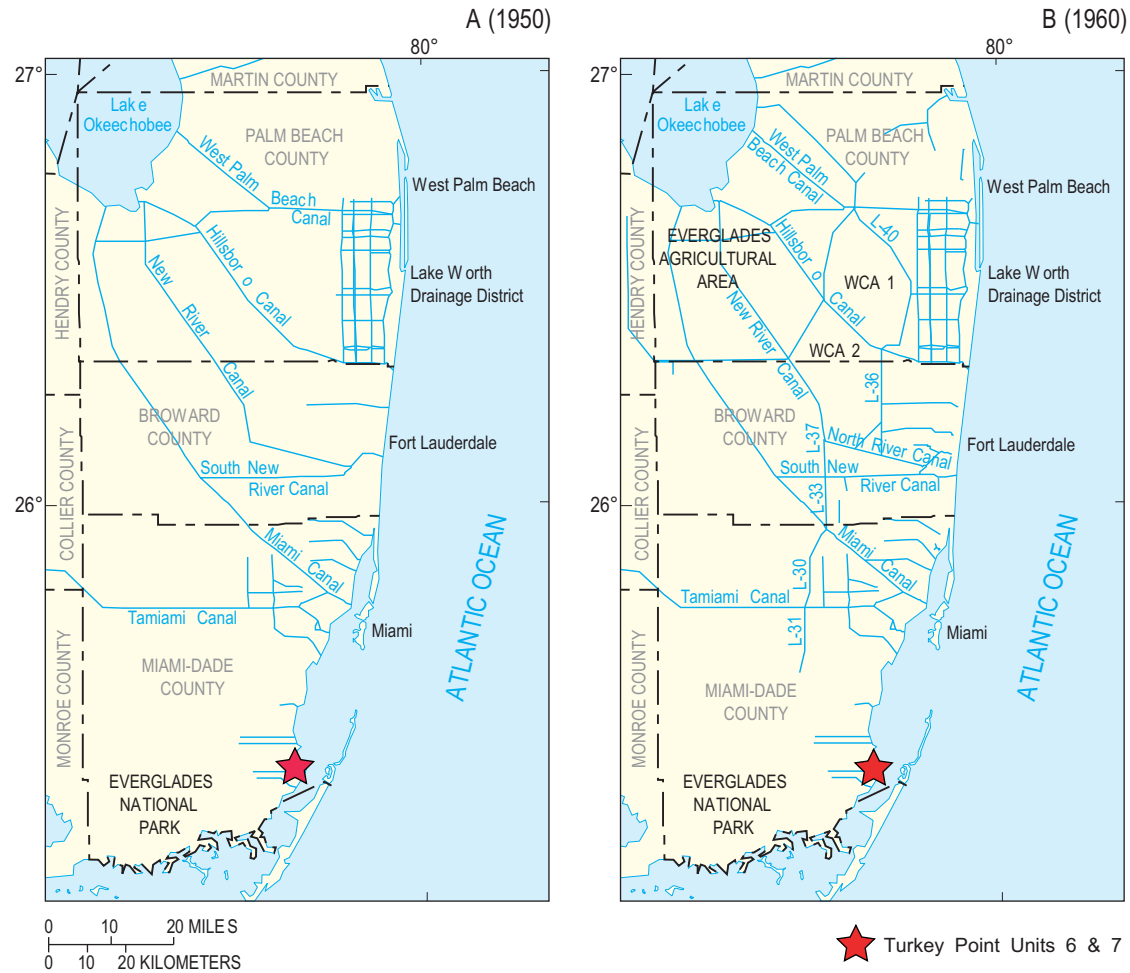 A (1950)
80°
27°
MARTIN COUNTY
Lake
Okeechobee
PALM BEACH
COUNTY
West Palm
Beach
Canal
West Palm Beach
HENDRY COUNTY
Hillsbor o Canal
New
River
Canal
Lake W orth
Drainage District
BROWARD
COUNTY
Fort Lauderdale
South New
River Canal
COLLIER COUNTY
26°
Miami Canal
Tamiami Canal
Miami
ATLANTIC OCEAN
MIAMI-DADE
COUNTY
MONROE COUNTY
EVERGLADES
NATIONAL
PARK
0 10 20 MILES
0 10 20 KILOMETERS
B (1960)
80°
27°
MARTIN COUNTY
Lake
Okeechobee
PALM BEACH
COUNTY
West Palm
Beach Canal
West Palm Beach
HENDRY COUNTY
L-40
EVERGLADES
AGRICULTURAL
AREA
Hillsbor o
Canal
WCA 1
Lake W orth
Drainage District
New River
Canal
WCA 2
L-36
BROWARD
COUNTY
L-37
North River Canal
Fort Lauderdale
South New
River Canal
L-33
COLLIER COUNTY
26°
Miami Canal
L-30
Tamiami Canal
L-31
Miami
ATLANTIC OCEAN
MIAMI-DADE
COUNTY
MONROE COUNTY
EVERGLADES
NATIONAL
PARK
Turkey Point Units 6 & 7